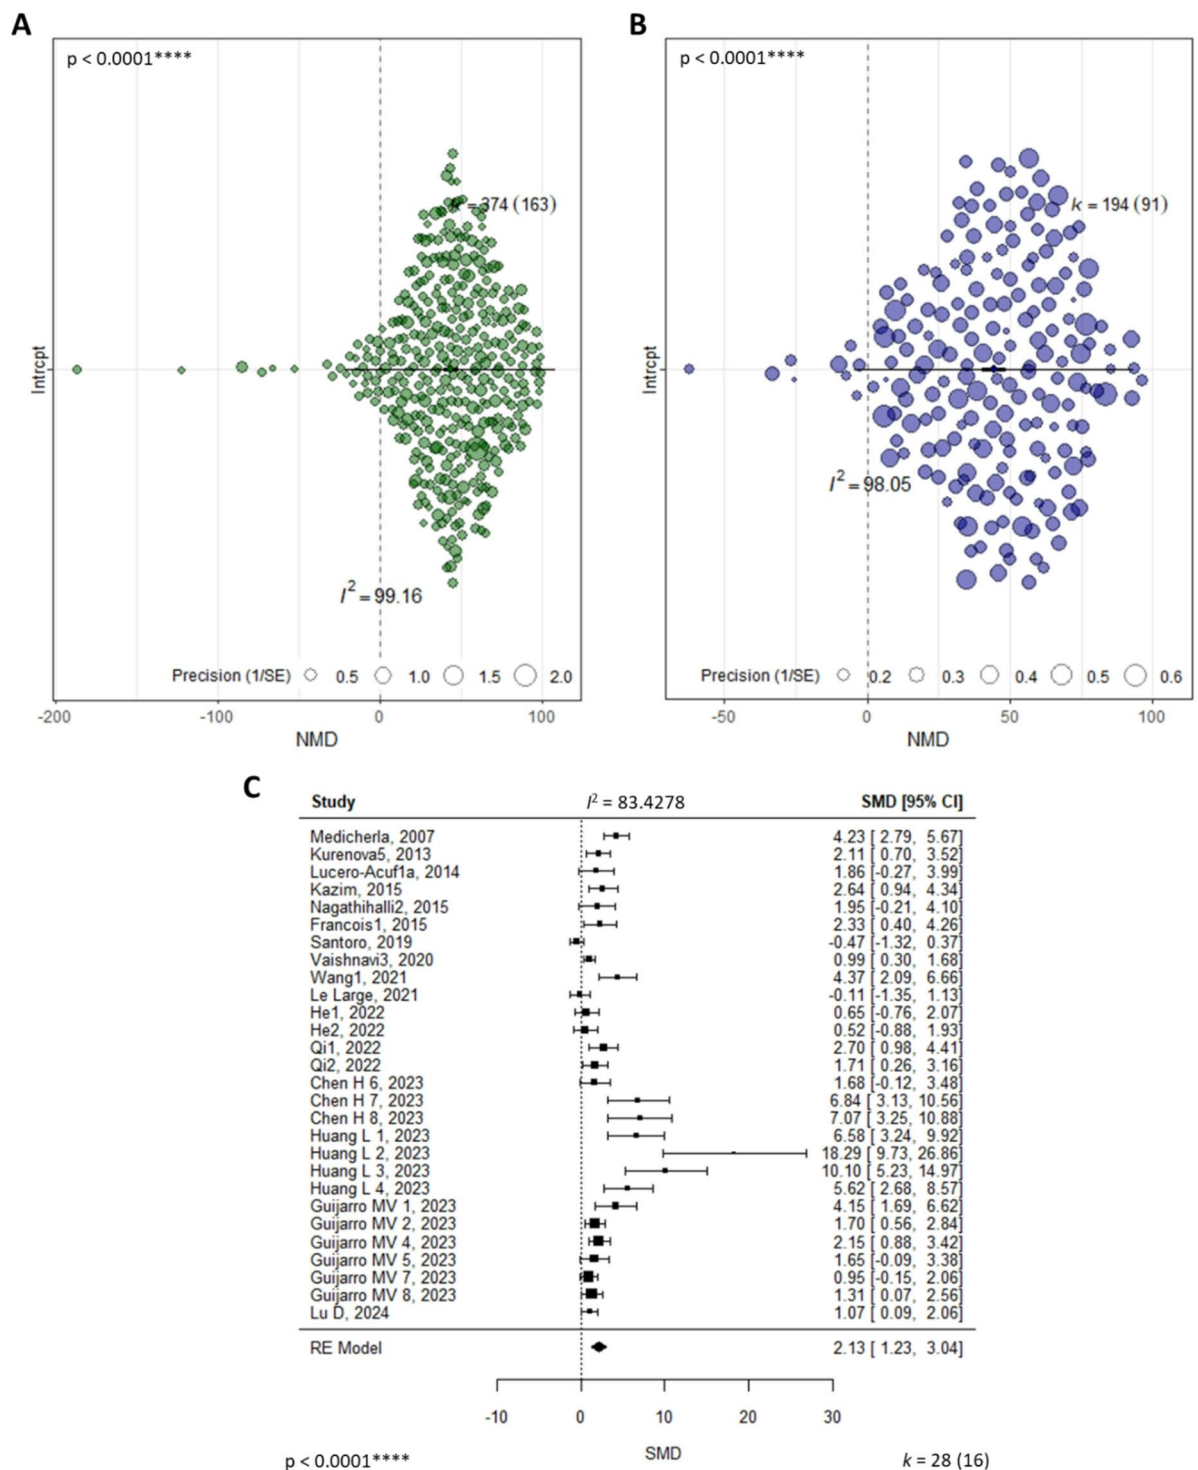 A
p < 0.0001****
k = 374 (163)
I2 = 99.16
Precision (1/SE) 0.5 1.0 1.5 2.0
Intrcpt
-200 -100 0 100
NMD
B
p < 0.0001****
k = 194 (91)
I2 = 98.05
Precision (1/SE) 0.2 0.3 0.4 0.5 0.6
Intrcpt
-50 0 50 100
NMD
C
Study I2 = 83.4278 SMD [95% CI]
Medicherla, 2007 4.23 [ 2.79, 5.67]
Kurenova5, 2013 2.11 [ 0.70, 3.52]
Lucero-Acuf1a, 2014 1.86 [-0.27, 3.99]
Kazim, 2015 2.64 [ 0.94, 4.34]
Nagathihalli2, 2015 1.95 [-0.21, 4.10]
Francois1, 2015 2.33 [ 0.40, 4.26]
Santoro, 2019 -0.47 [-1.32, 0.37]
Vaishnavi3, 2020 0.99 [ 0.30, 1.68]
Wang1, 2021 4.37 [ 2.09, 6.66]
Le Large, 2021 -0.11 [-1.35, 1.13]
He1, 2022 0.65 [-0.76, 2.07]
He2, 2022 0.52 [-0.88, 1.93]
Qi1, 2022 2.70 [ 0.98, 4.41]
Qi2, 2022 1.71 [ 0.26, 3.16]
Chen H 6, 2023 1.68 [-0.12, 3.48]
Chen H 7, 2023 6.84 [ 3.13, 10.56]
Chen H 8, 2023 7.07 [ 3.25, 10.88]
Huang L 1, 2023 6.58 [ 3.24, 9.92]
Huang L 2, 2023 18.29 [ 9.73, 26.86]
Huang L 3, 2023 10.10 [ 5.23, 14.97]
Huang L 4, 2023 5.62 [ 2.68, 8.57]
Guijarro MV 1, 2023 4.15 [ 1.69, 6.62]
Guijarro MV 2, 2023 1.70 [ 0.56, 2.84]
Guijarro MV 4, 2023 2.15 [ 0.88, 3.42]
Guijarro MV 5, 2023 1.65 [-0.09, 3.38]
Guijarro MV 7, 2023 0.95 [-0.15, 2.06]
Guijarro MV 8, 2023 1.31 [ 0.07, 2.56]
Lu D, 2024 1.07 [ 0.09, 2.06]
RE Model 2.13 [ 1.23, 3.04]
-10 0 10 20 30
SMD
p < 0.0001**** k = 28 (16)